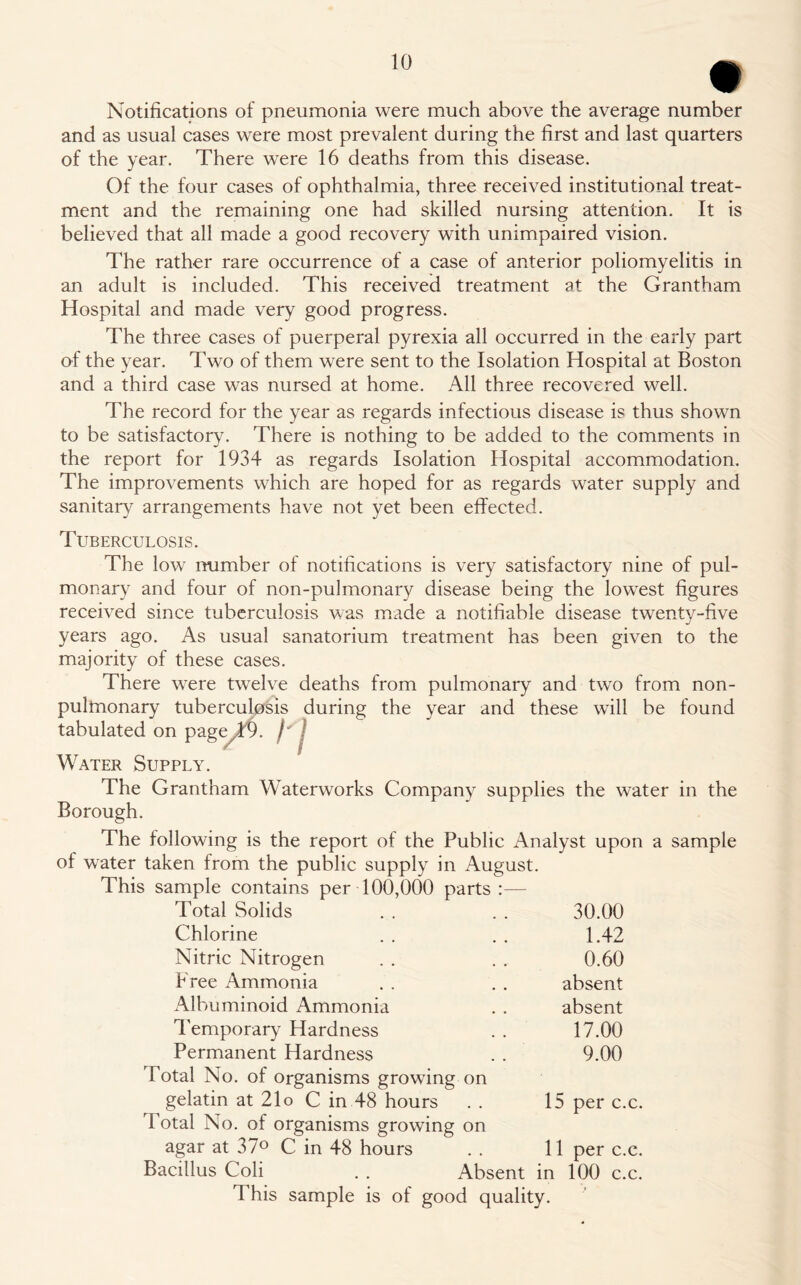 10
Notifications of pneumonia were much above the average number
and as usual cases were most prevalent during the first and last quarters
of the year. There were 16 deaths from this disease.
Of the four cases of ophthalmia, three received institutional treat-
ment and the remaining one had skilled nursing attention. It is
believed that all made a good recovery with unimpaired vision.
The rather rare occurrence of a case of anterior poliomyelitis in
an adult is included. This received treatment at the Grantham
Hospital and made very good progress.
The three cases of puerperal pyrexia all occurred in the early part
of the year. Two of them were sent to the Isolation Hospital at Boston
and a third case was nursed at home. All three recovered well.
The record for the year as regards infectious disease is thus shown
to be satisfactory. There is nothing to be added to the comments in
the report for 1934 as regards Isolation Hospital accommodation.
The improvements which are hoped for as regards water supply and
sanitary arrangements have not yet been effected.
Tuberculosis.
The low number of notifications is very satisfactory nine of pul-
monary and four of non-pulmonary disease being the lowest figures
received since tuberculosis was made a notifiable disease twenty-five
years ago. As usual sanatorium treatment has been given to the
majority of these cases.
There were twelve deaths from pulmonary and two from non-
pulmonary tuberculosis during the year and these will be found
tabulated on page 19.
Water Supply.
The Grantham Waterworks Company supplies the water in the
Borough.
The following is the report of the Public Analyst upon a sample
of water taken from the public supply in August.
This sample contains per 100,000 parts :—
Total Solids . . . . 30.00
Chlorine . . . . 1.42
Nitric Nitrogen . . . . 0.60
Free Ammonia . . . . absent
Albuminoid Ammonia . . absent
Temporary Hardness . . 17.00
Permanent Hardness . . 9.00
Total No. of organisms growing on
gelatin at 21o C in 48 hours . . 15 per c.c.
Total No. of organisms growing on
agar at 37o C in 48 hours . . 11 per c.c.
Bacillus Coli . . Absent in 100 c.c.
This sample is of good quality.